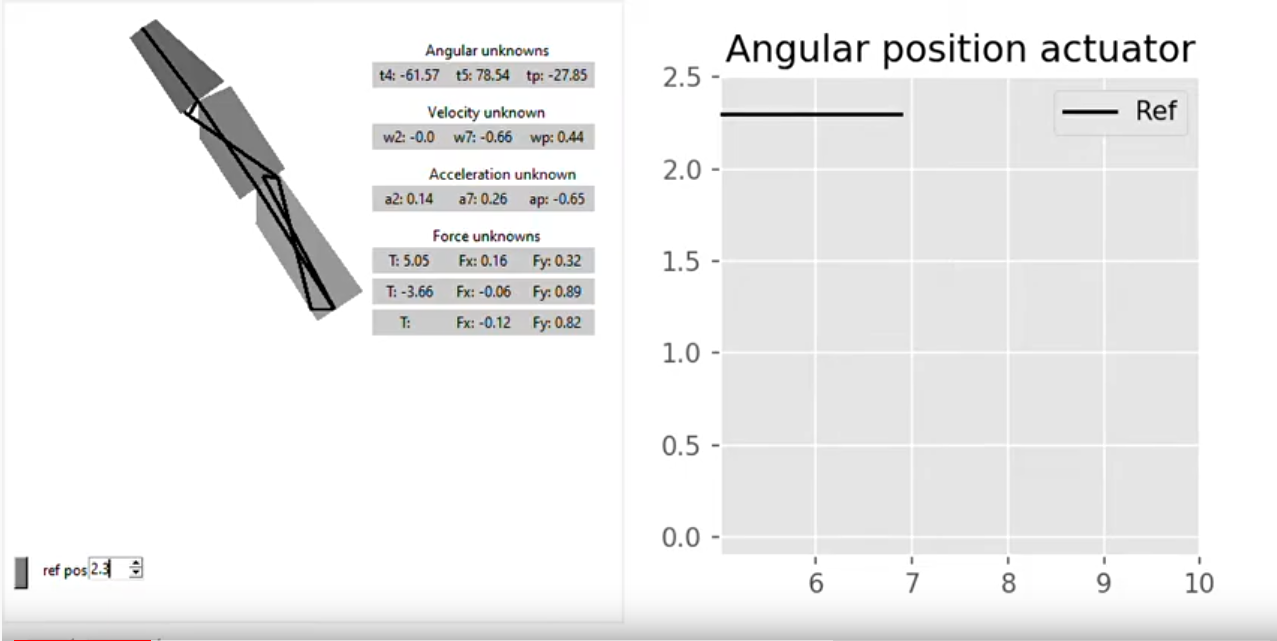 Angular unknowns
t4: -61.57 t5: 78.54 tp: -27.85
Velocity unknown
w2: -0.0 w7: -0.66 wp: 0.44
Acceleration unknown
a2: 0.14 a7: 0.26 ap: -0.65
Force unknowns
T: 5.05 Fx: 0.16 Fy: 0.32
T: -3.66 Fx: -0.06 Fy: 0.89
T: Fx: -0.12 Fy: 0.82
ref pos 2.3
Angular position actuator
Ref
2.5
2.0
1.5
1.0
0.5
0.0
6 7 8 9 10